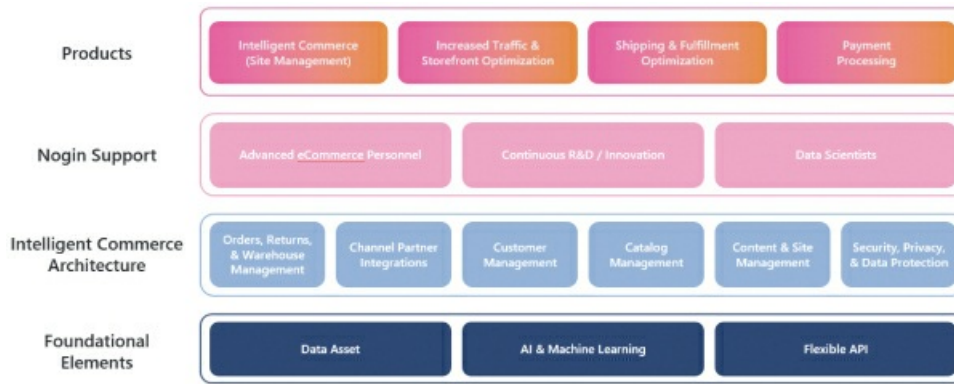 Products
Intelligent Commerce
(Site Management)
Increased Traffic &
Storefront Optimization
Shipping & Fulfillment
Optimization
Payment
Processing
Nogin Support
Advanced eCommerce Personnel
Continuous R&D / Innovation
Data Scientists
Intelligent Commerce
Architecture
Orders, Returns,
& Warehouse
Management
Channel Partner
Integrations
Customer
Management
Catalog
Management
Content & Site
Management
Security, Privacy,
& Data Protection
Foundational
Elements
Data Asset
AI & Machine Learning
Flexible API